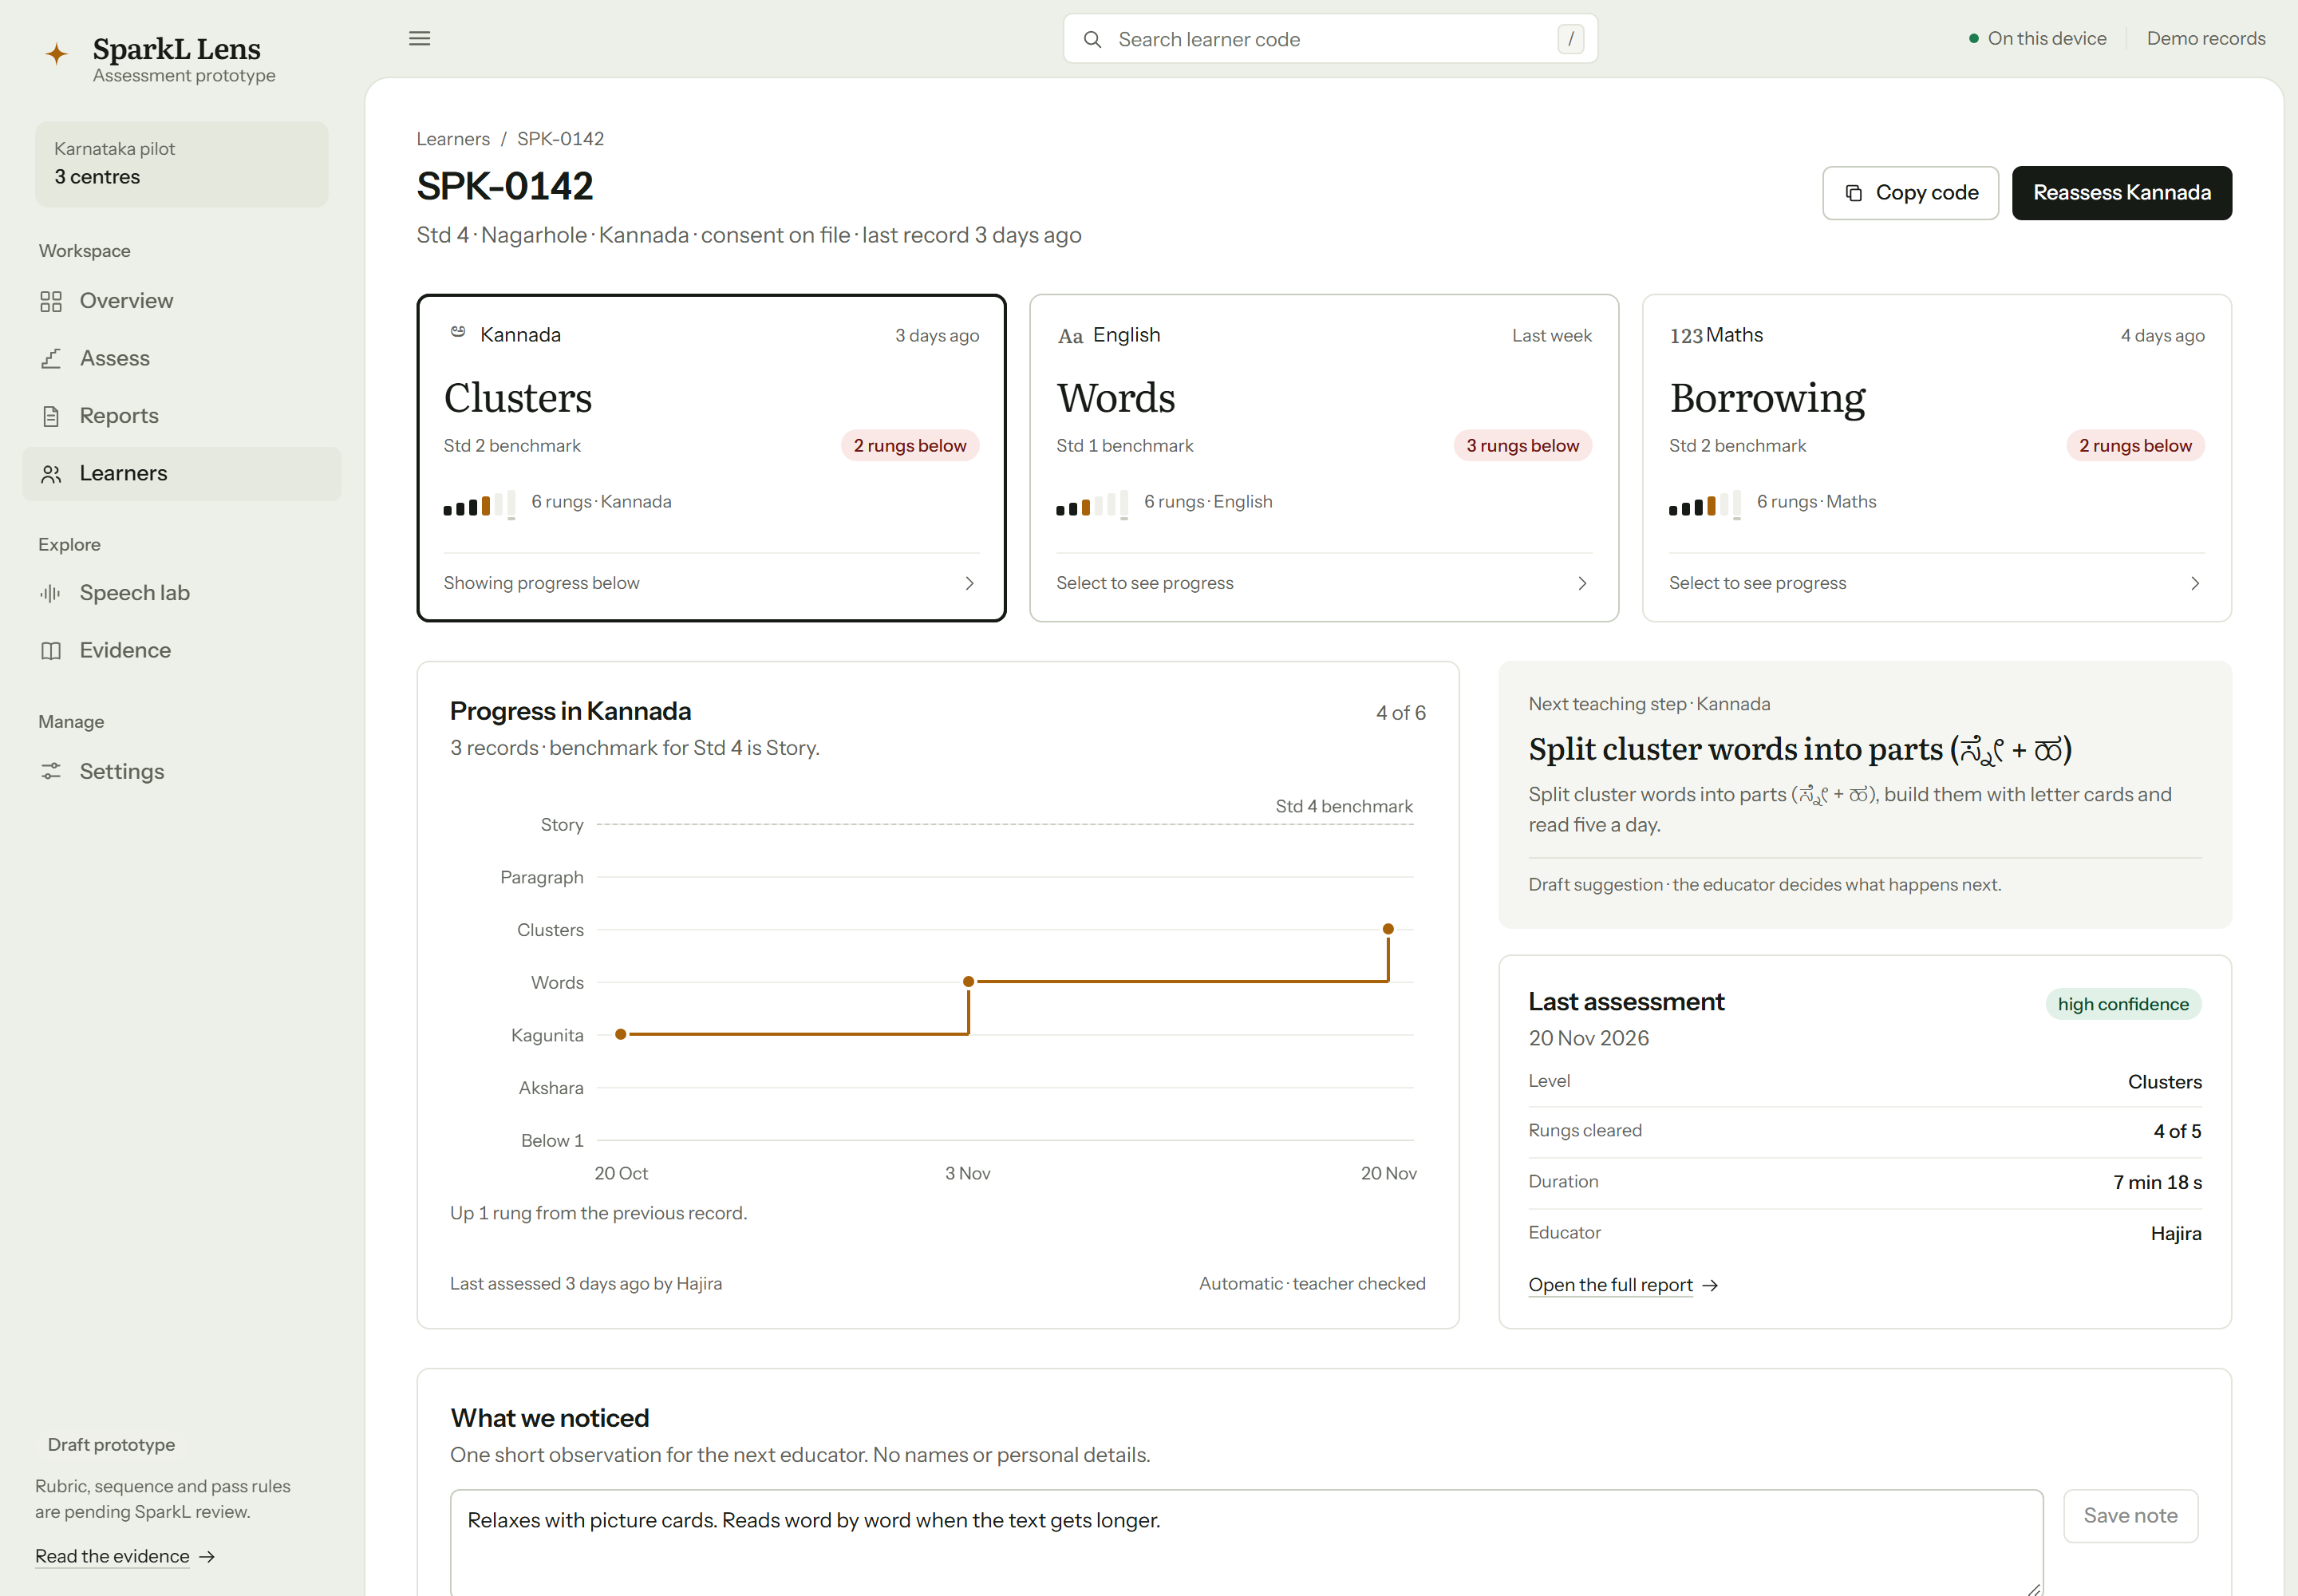 SparkL Lens
Assessment prototype
Search learner code
/
On this device
Demo records
Karnataka pilot
3 centres
Workspace
Overview
Assess
Reports
Learners
Explore
Speech lab
Evidence
Manage
Settings
Draft prototype
Rubric, sequence and pass rules
are pending SparkL review.
Read the evidence →
Learners / SPK-0142
SPK-0142
Std 4 · Nagarhole · Kannada · consent on file · last record 3 days ago
Copy code
Reassess Kannada
ಅ Kannada
3 days ago
Clusters
Std 2 benchmark
2 rungs below
6 rungs · Kannada
Showing progress below
Aa English
Last week
Words
Std 1 benchmark
3 rungs below
6 rungs · English
Select to see progress
123 Maths
4 days ago
Borrowing
Std 2 benchmark
2 rungs below
6 rungs · Maths
Select to see progress
Progress in Kannada
4 of 6
3 records · benchmark for Std 4 is Story.
Std 4 benchmark
Story
Paragraph
Clusters
Words
Kagunita
Akshara
Below 1
20 Oct
3 Nov
20 Nov
Up 1 rung from the previous record.
Last assessed 3 days ago by Hajira
Automatic · teacher checked
Next teaching step · Kannada
Split cluster words into parts (ಸ್ನೇ + ಹ)
Split cluster words into parts (ಸ್ನೇ + ಹ), build them with letter cards and
read five a day.
Draft suggestion · the educator decides what happens next.
Last assessment
high confidence
20 Nov 2026
Level
Clusters
Rungs cleared
4 of 5
Duration
7 min 18 s
Educator
Hajira
Open the full report →
What we noticed
One short observation for the next educator. No names or personal details.
Relaxes with picture cards. Reads word by word when the text gets longer.
Save note